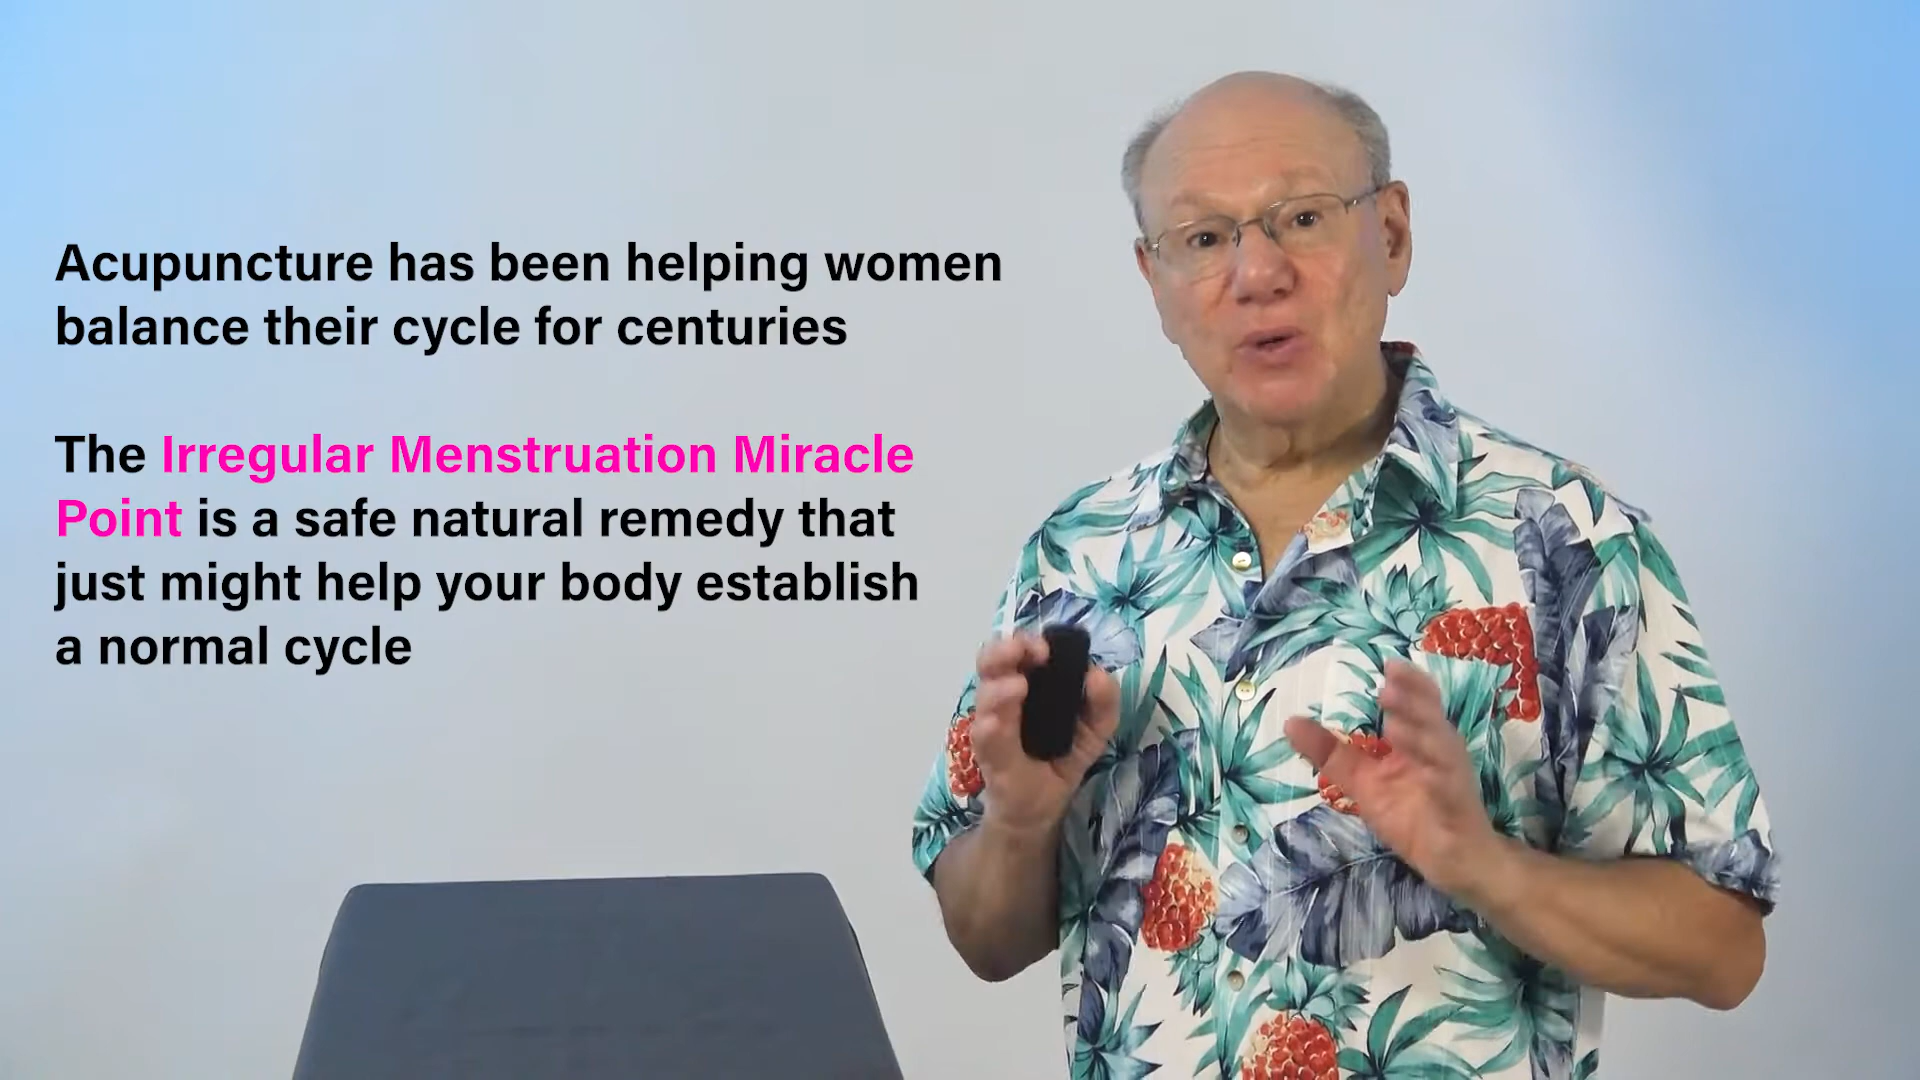 Acupuncture has been helping women
balance their cycle for centuries
The Irregular Menstruation Miracle
Point is a safe natural remedy that
just might help your body establish
a normal cycle